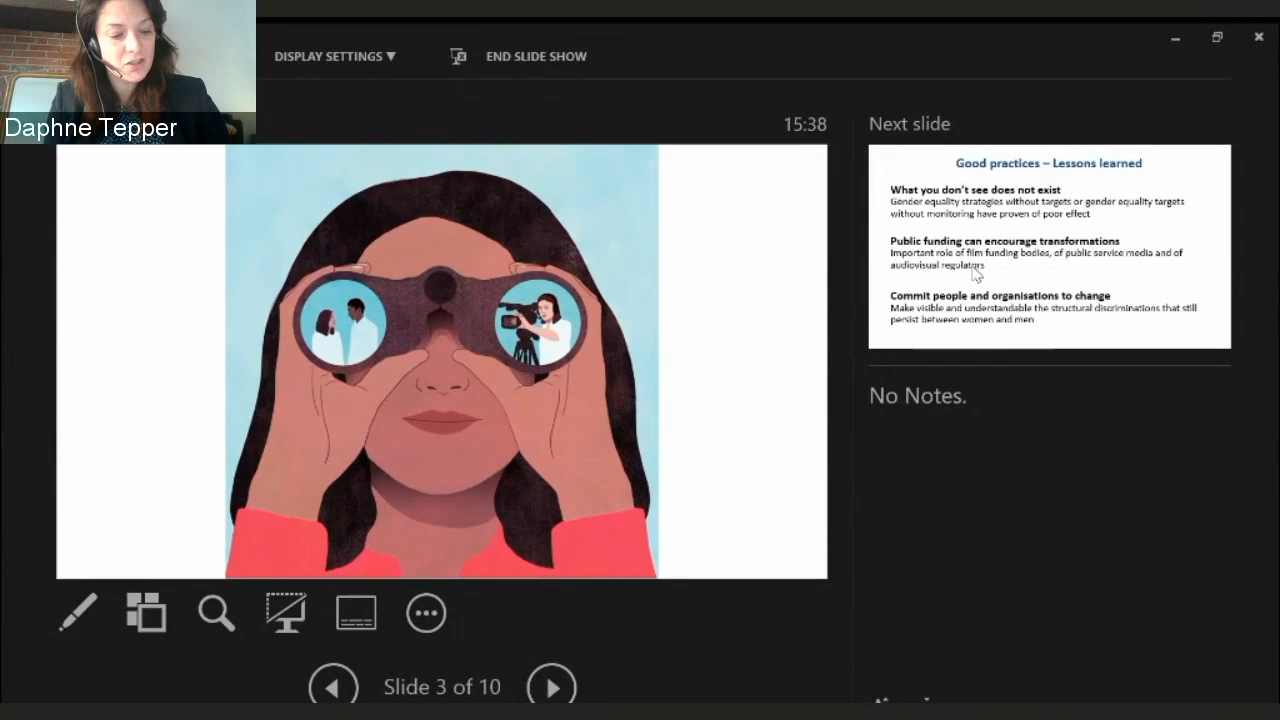 DISPLAY SETTINGS ▼
END SLIDE SHOW
Daphne Tepper
15:38
Next slide
Good practices – Lessons learned
What you don't see does not exist
Gender equality strategies without targets or gender equality targets
without monitoring have proven of poor effect
Public funding can encourage transformations
Important role of film funding bodies, of public service media and of
audiovisual regulators
Commit people and organisations to change
Make visible and understandable the structural discriminations that still
persist between women and men
No Notes.
Slide 3 of 10